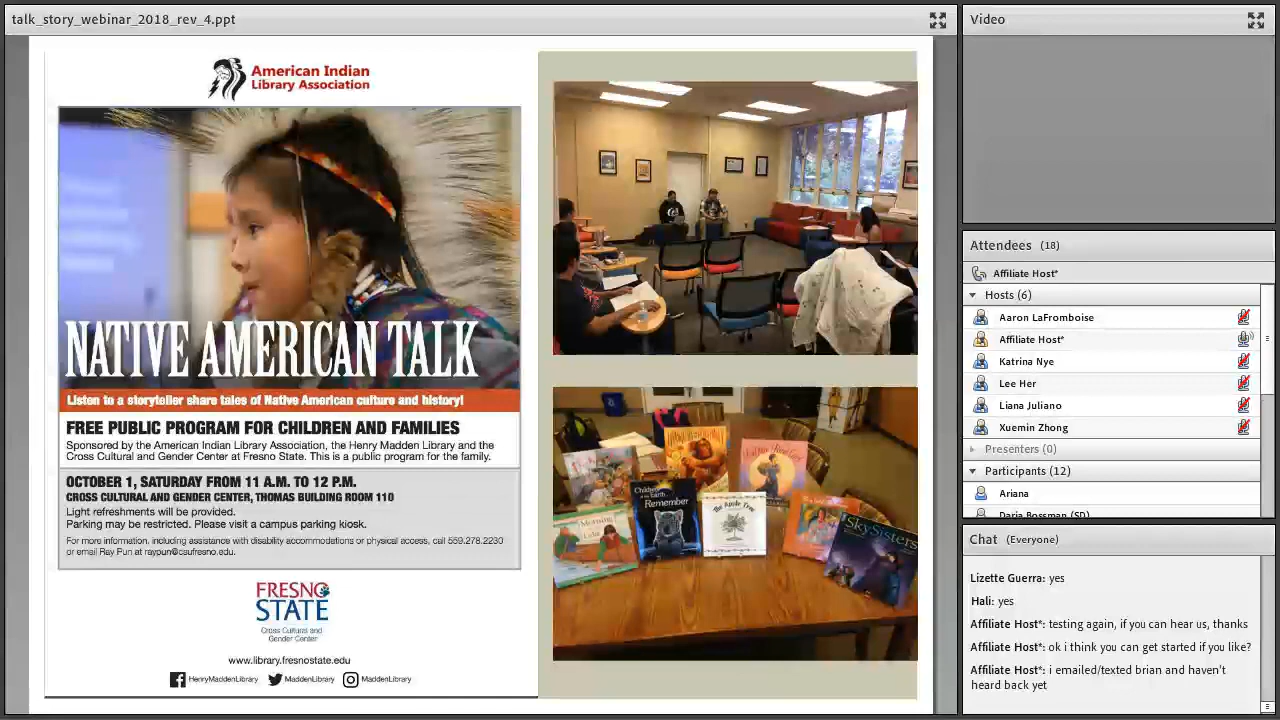 talk_story_webinar_2018_rev_4.ppt
American Indian
Library Association
NATIVE AMERICAN TALK
Listen to a storyteller share tales of Native American culture and history!
FREE PUBLIC PROGRAM FOR CHILDREN AND FAMILIES
Sponsored by the American Indian Library Association, the Henry Madden Library and the
Cross Cultural and Gender Center at Fresno State. This is a public program for the family.
OCTOBER 1, SATURDAY FROM 11 A.M. TO 12 P.M.
CROSS CULTURAL AND GENDER CENTER, THOMAS BUILDING ROOM 110
Light refreshments will be provided.
Parking may be restricted. Please visit a campus parking kiosk.
For more information, including assistance with disability accommodations or physical access, call 559.278.2230
or email Ray Pun at raypun@csufresno.edu.
FRESNO
STATE
Cross Cultural and
Gender Center
www.library.fresnostate.edu
HenryMaddenLibrary MaddenLibrary MaddenLibrary
Remember
The Apple Tree
Morning
SkySisters
Video
Attendees (18)
Affiliate Host*
Hosts (6)
Aaron LaFromboise
Affiliate Host*
Katrina Nye
Lee Her
Liana Juliano
Xuemin Zhong
Presenters (0)
Participants (12)
Ariana
Daria Bossman (SD)
Chat (Everyone)
Lizette Guerra: yes
Hali: yes
Affiliate Host*: testing again, if you can hear us, thanks
Affiliate Host*: ok i think you can get started if you like?
Affiliate Host*: i emailed/texted brian and haven't
heard back yet